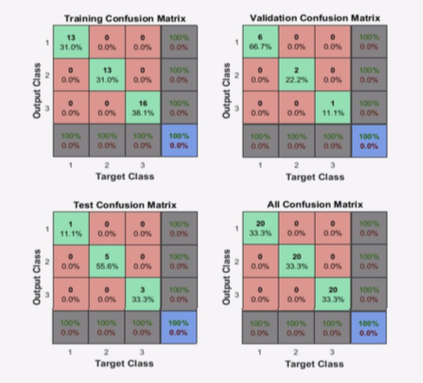 Training Confusion Matrix
1 13 0 0 100%
31.0% 0.0% 0.0% 0.0%
2 0 13 0 100%
0.0% 31.0% 0.0% 0.0%
3 0 0 16 100%
0.0% 0.0% 38.1% 0.0%
100% 100% 100% 100%
0.0% 0.0% 0.0% 0.0%
1 2 3
Target Class
Output Class
Validation Confusion Matrix
1 6 0 0 100%
66.7% 0.0% 0.0% 0.0%
2 0 2 0 100%
0.0% 22.2% 0.0% 0.0%
3 0 0 1 100%
0.0% 0.0% 11.1% 0.0%
100% 100% 100% 100%
0.0% 0.0% 0.0% 0.0%
1 2 3
Target Class
Output Class
Test Confusion Matrix
1 1 0 0 100%
11.1% 0.0% 0.0% 0.0%
2 0 5 0 100%
0.0% 55.6% 0.0% 0.0%
3 0 0 3 100%
0.0% 0.0% 33.3% 0.0%
100% 100% 100% 100%
0.0% 0.0% 0.0% 0.0%
1 2 3
Target Class
Output Class
All Confusion Matrix
1 20 0 0 100%
33.3% 0.0% 0.0% 0.0%
2 0 20 0 100%
0.0% 33.3% 0.0% 0.0%
3 0 0 20 100%
0.0% 0.0% 33.3% 0.0%
100% 100% 100% 100%
0.0% 0.0% 0.0% 0.0%
1 2 3
Target Class
Output Class